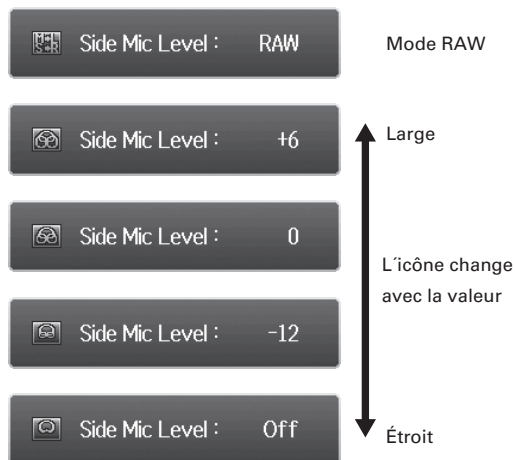 Side Mic Level : RAW
Mode RAW
Side Mic Level : +6
Large
Side Mic Level : 0
L´icône change
avec la valeur
Side Mic Level : -12
Side Mic Level : Off
Étroit